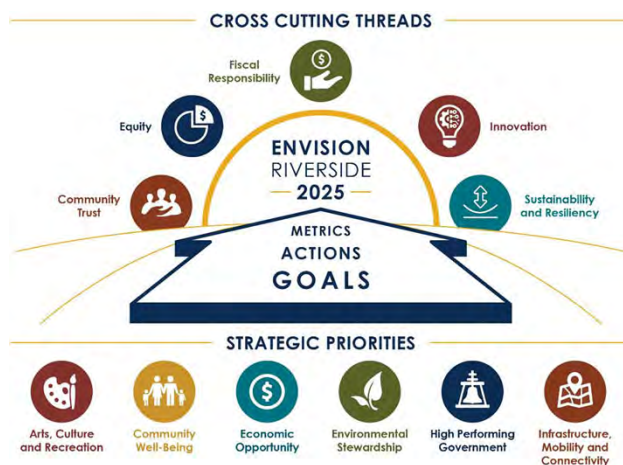 CROSS CUTTING THREADS
Fiscal
Responsibility
$
Equity
$
Innovation
ENVISION
RIVERSIDE
2025
Community
Trust
Sustainability
and Resiliency
METRICS
ACTIONS
GOALS
STRATEGIC PRIORITIES
$
Arts, Culture
and Recreation
Community
Well-Being
Economic
Opportunity
Environmental
Stewardship
High Performing
Government
Infrastructure,
Mobility and
Connectivity